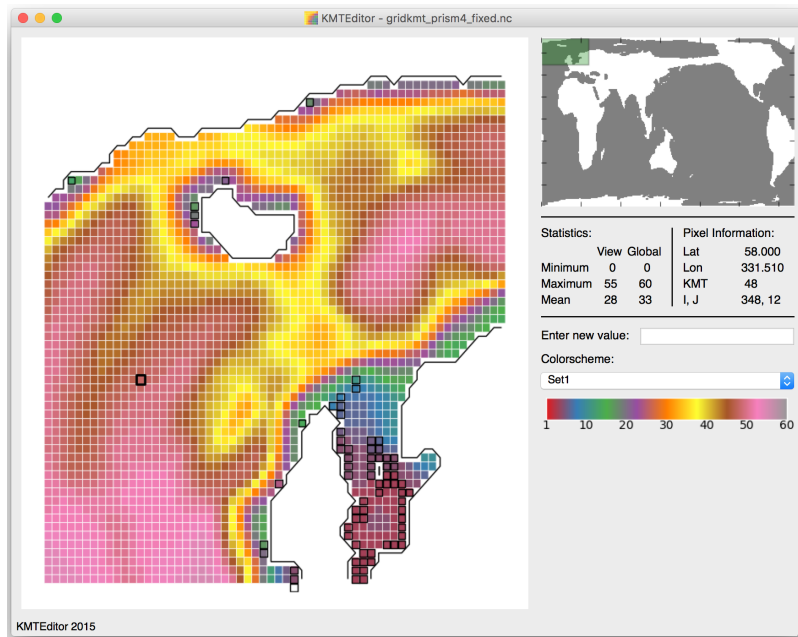 KMTEditor - gridkmt_prism4_fixed.nc
Statistics:
View Global
Minimum 0 0
Maximum 55 60
Mean 28 33
Pixel Information:
Lat 58.000
Lon 331.510
KMT 48
I, J 348, 12
Enter new value:
Colorscheme:
Set1
1 10 20 30 40 50 60
KMTEditor 2015